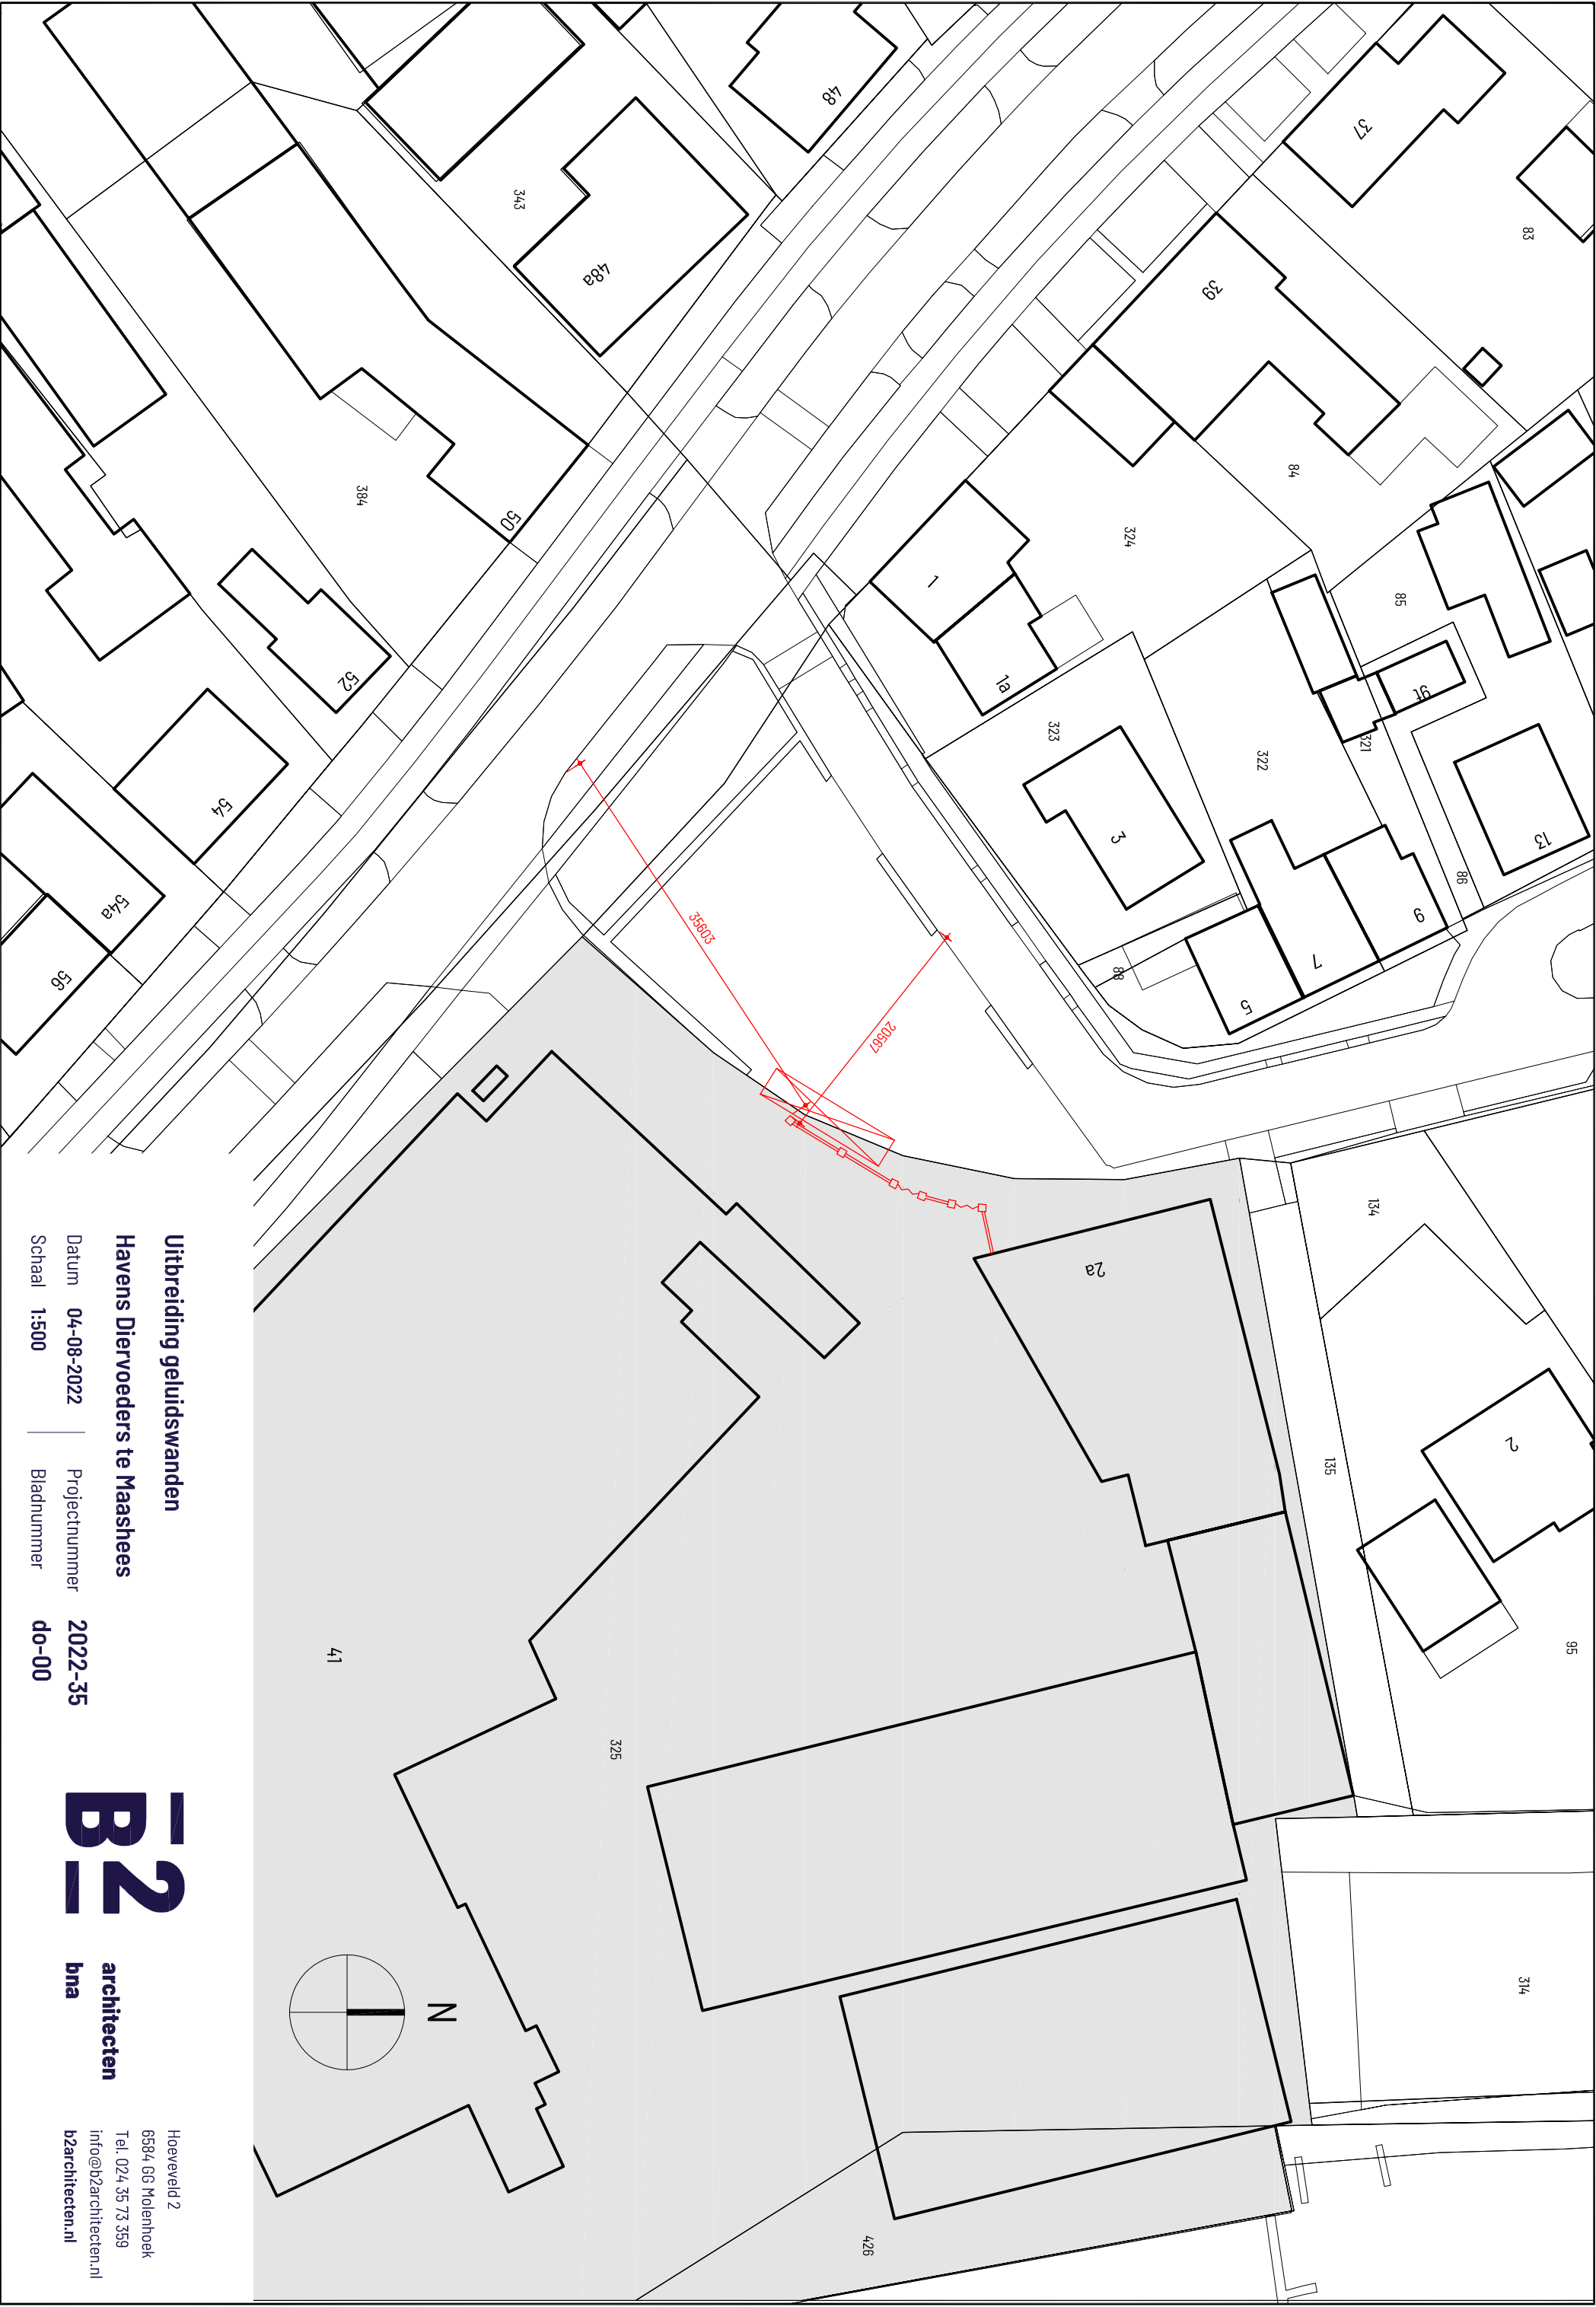 Uitbreiding geluidswanden
Havens Diervoeders te Maashees
Datum 04-08-2022 Projectnummer 2022-35
Schaal 1:500 Bladnummer do-00
B2
architecten
bna
Hoeveveld 2
6584 GG Molenhoek
Tel. 024 35 73 359
info@b2architecten.nl
b2architecten.nl
N
35603
20567
48
343
48a
384
50
52
54
54a
56
37
83
39
84
324
1
1a
85
323
322
321
91
3
13
86
9
7
5
88
134
2a
135
2
95
41
325
314
426